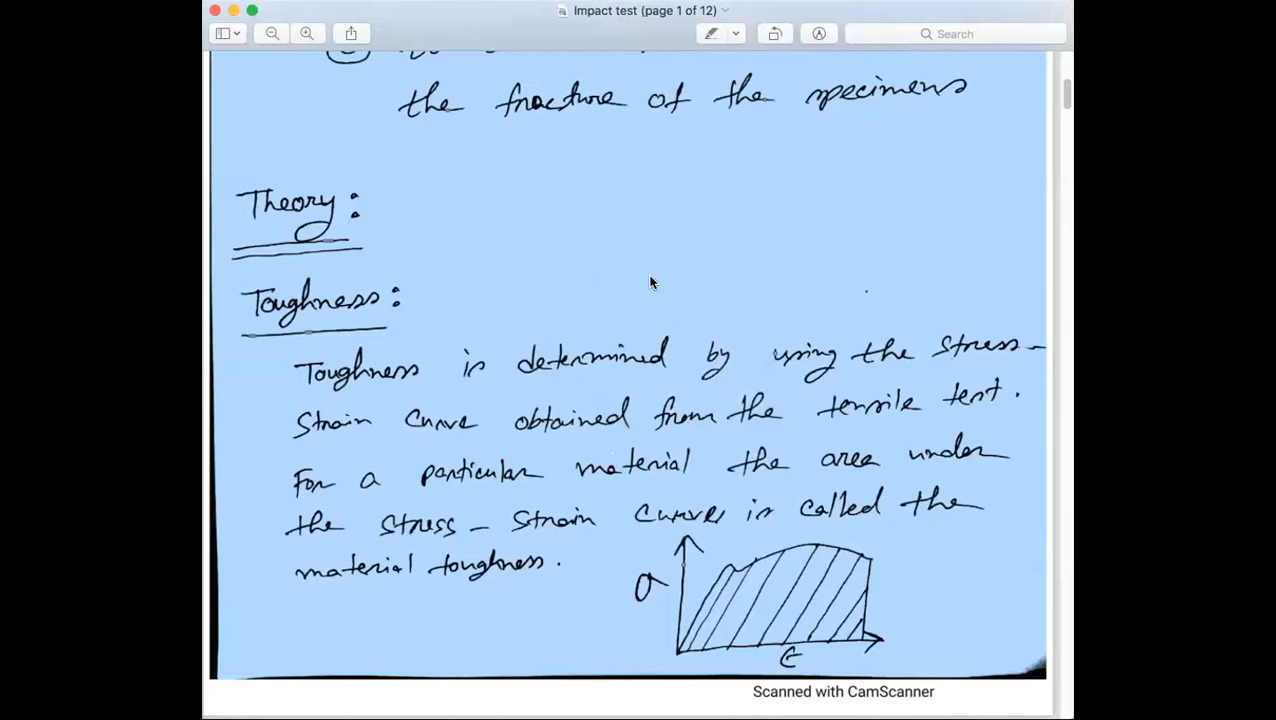 Impact test (page 1 of 12)
Search
the fracture of the specimens
Theory:
Toughness:
Toughness is determined by using the stress-
strain curve obtained from the tensile test.
For a particular material the area under
the stress - strain curves is called the
material toughness.
σ
ϵ
Scanned with CamScanner